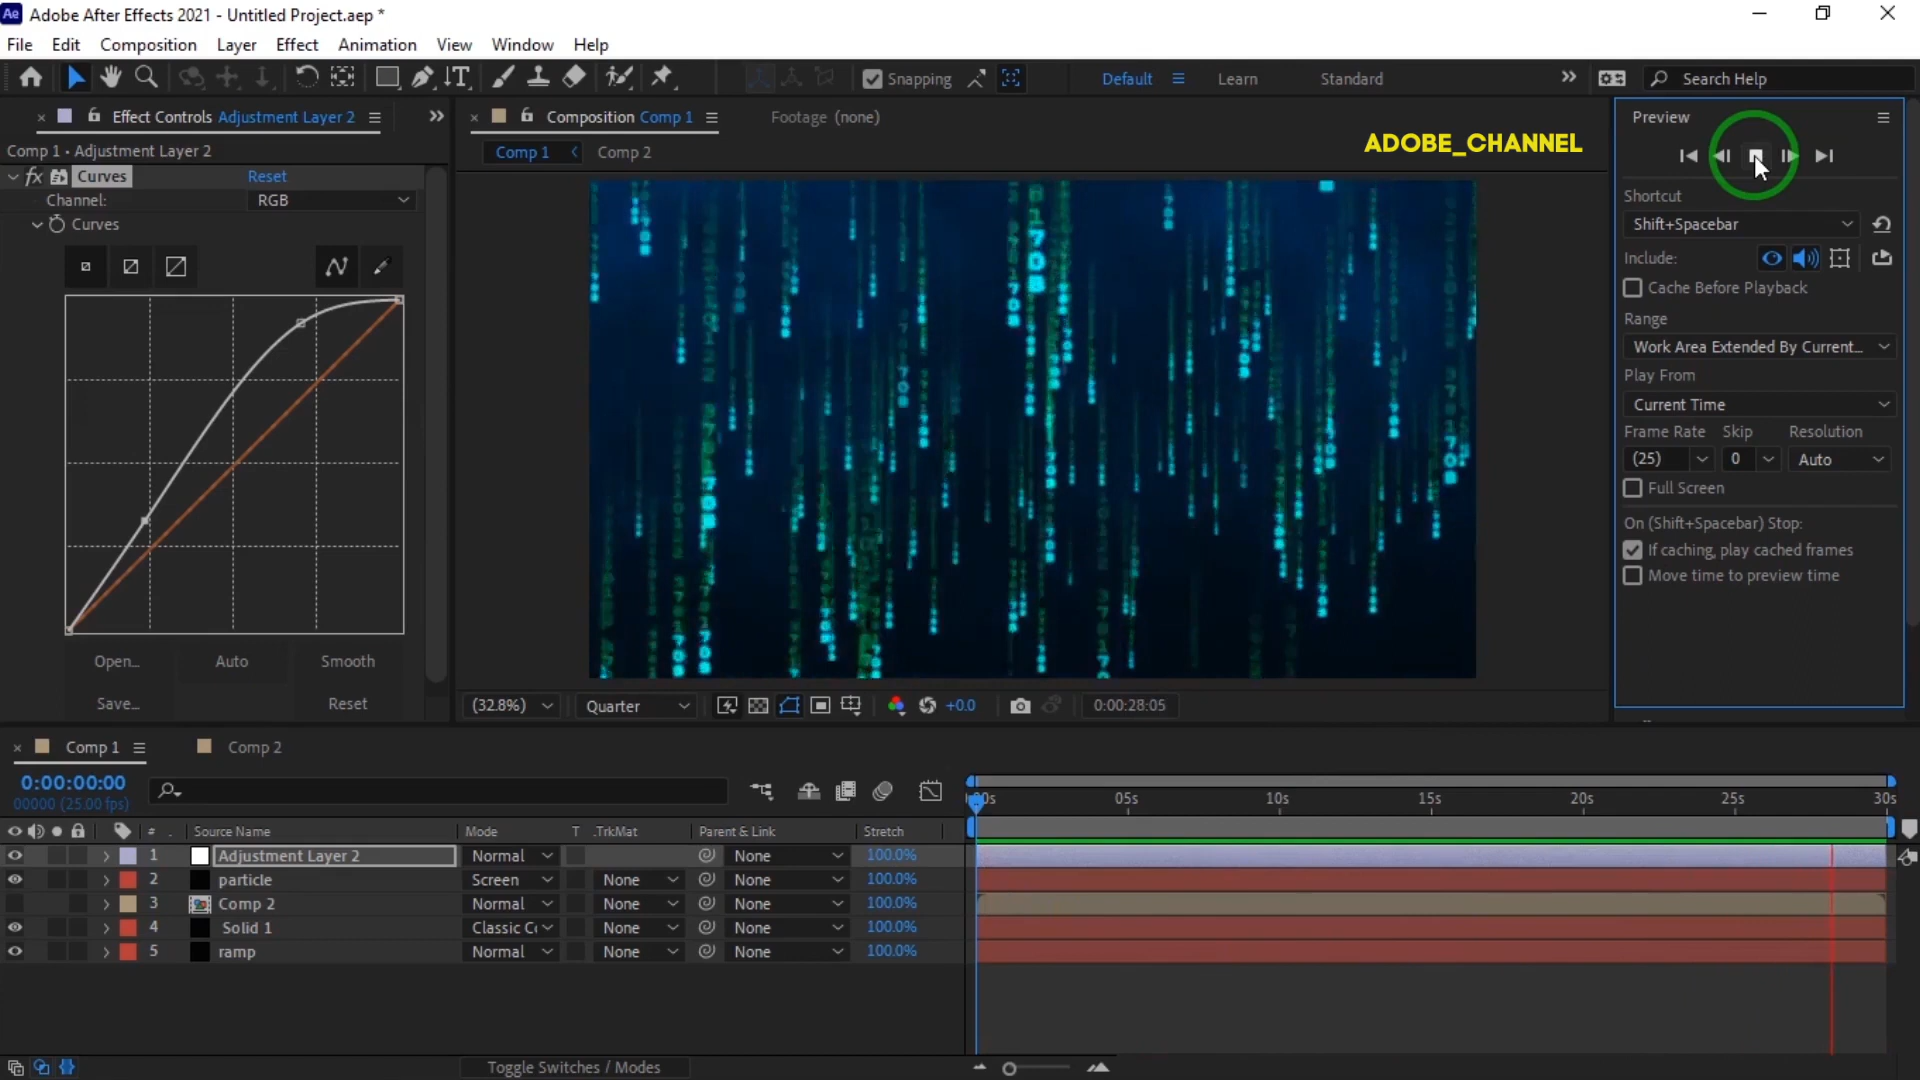 Ae Adobe After Effects 2021 - Untitled Project.aep *
File Edit Composition Layer Effect Animation View Window Help
Snapping Default Learn Standard Search Help
Effect Controls Adjustment Layer 2
Composition Comp 1 Footage (none)
Preview
Comp 1 • Adjustment Layer 2
Comp 1 Comp 2
ADOBE_CHANNEL
fx Curves Reset
Channel: RGB
Curves
Open... Auto Smooth
Save... Reset
Shortcut
Shift+Spacebar
Include:
Cache Before Playback
Range
Work Area Extended By Current...
Play From
Current Time
Frame Rate Skip Resolution
(25) 0 Auto
Full Screen
On (Shift+Spacebar) Stop:
If caching, play cached frames
Move time to preview time
(32.8%) Quarter +0.0 0:00:28:05
Comp 1 Comp 2
0:00:00:00
00000 (25.00 fps)
05s 10s 15s 20s 25s 30s
# Source Name Mode T .TrkMat Parent & Link Stretch
1 Adjustment Layer 2 Normal None 100.0%
2 particle Screen None None 100.0%
3 Comp 2 Normal None None 100.0%
4 Solid 1 Classic C None None 100.0%
5 ramp Normal None None 100.0%
Toggle Switches / Modes